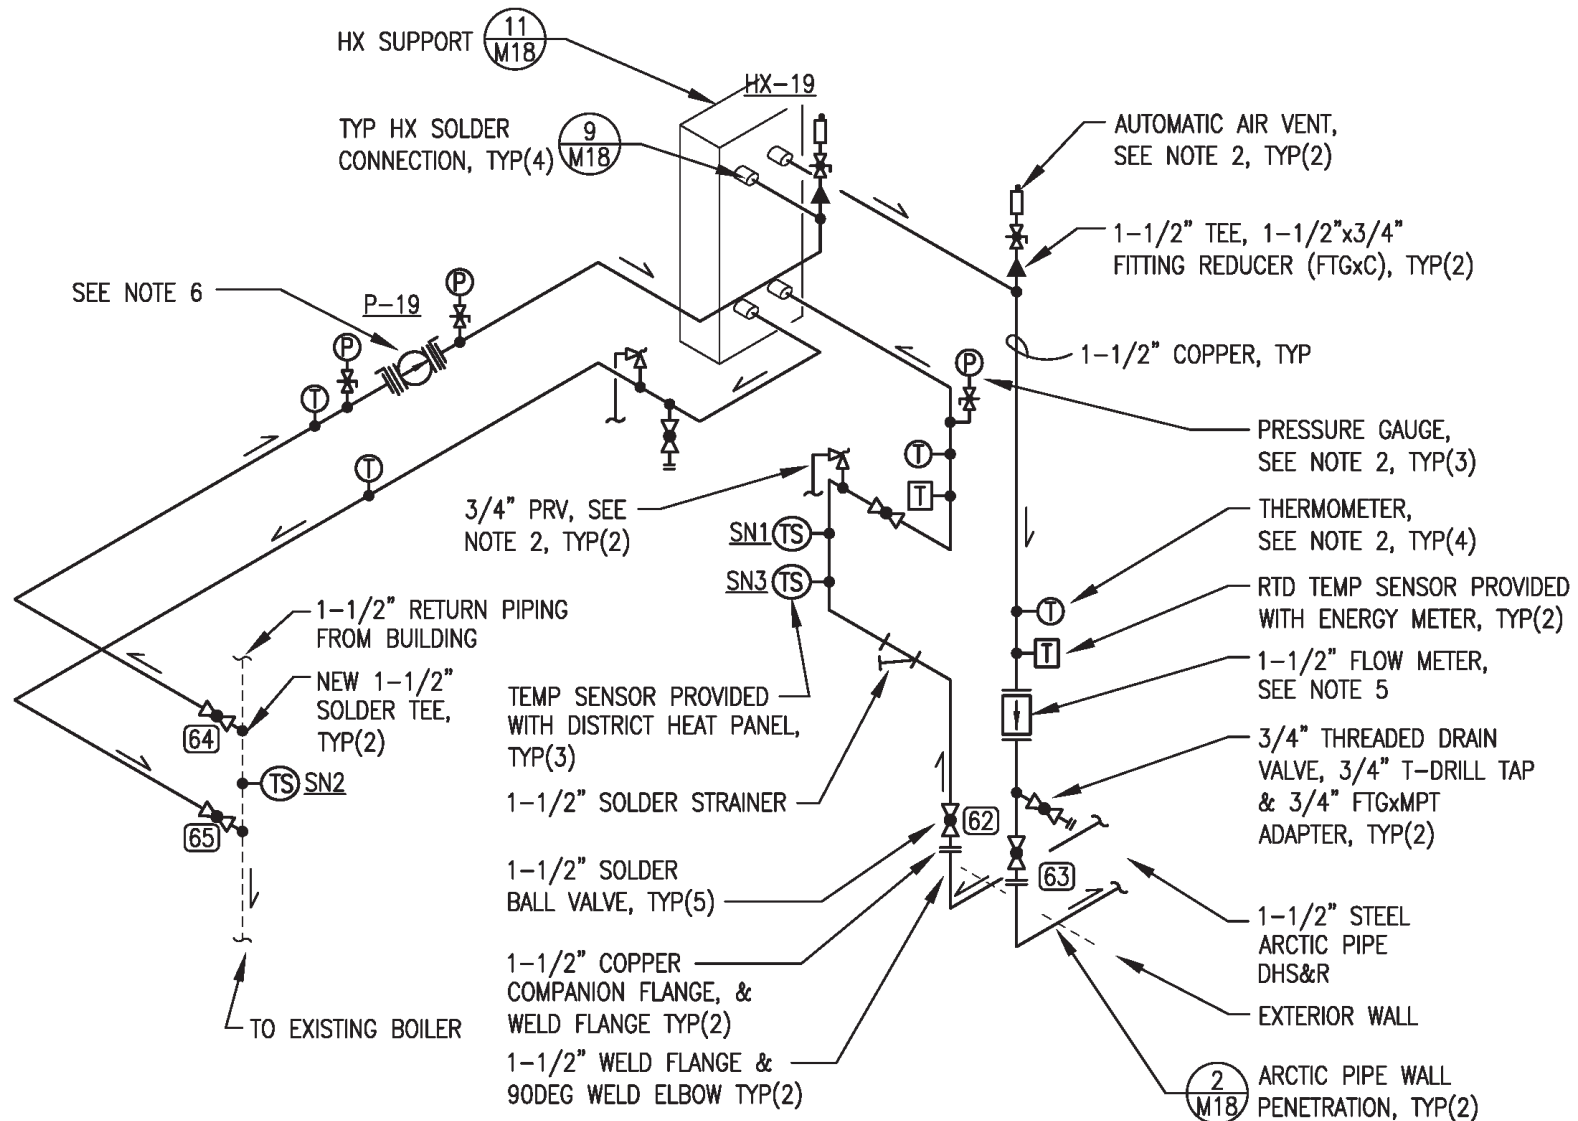 HX SUPPORT
11
M18
HX-19
TYP HX SOLDER
CONNECTION, TYP(4)
9
M18
AUTOMATIC AIR VENT,
SEE NOTE 2, TYP(2)
1-1/2" TEE, 1-1/2"x3/4"
FITTING REDUCER (FTGxC), TYP(2)
SEE NOTE 6
P-19
P
P
T
T
1-1/2" COPPER, TYP
P
PRESSURE GAUGE,
SEE NOTE 2, TYP(3)
T
T
3/4" PRV, SEE
NOTE 2, TYP(2)
SN1
TS
SN3
TS
THERMOMETER,
SEE NOTE 2, TYP(4)
T
RTD TEMP SENSOR PROVIDED
WITH ENERGY METER, TYP(2)
T
1-1/2" RETURN PIPING
FROM BUILDING
NEW 1-1/2"
SOLDER TEE,
TYP(2)
64
TS
SN2
65
TO EXISTING BOILER
TEMP SENSOR PROVIDED
WITH DISTRICT HEAT PANEL,
TYP(3)
1-1/2" SOLDER STRAINER
1-1/2" SOLDER
BALL VALVE, TYP(5)
1-1/2" COPPER
COMPANION FLANGE, &
WELD FLANGE TYP(2)
1-1/2" WELD FLANGE &
90DEG WELD ELBOW TYP(2)
62
63
1-1/2" FLOW METER,
SEE NOTE 5
3/4" THREADED DRAIN
VALVE, 3/4" T-DRILL TAP
& 3/4" FTGxMPT
ADAPTER, TYP(2)
1-1/2" STEEL
ARCTIC PIPE
DHS&R
EXTERIOR WALL
2
M18
ARCTIC PIPE WALL
PENETRATION, TYP(2)